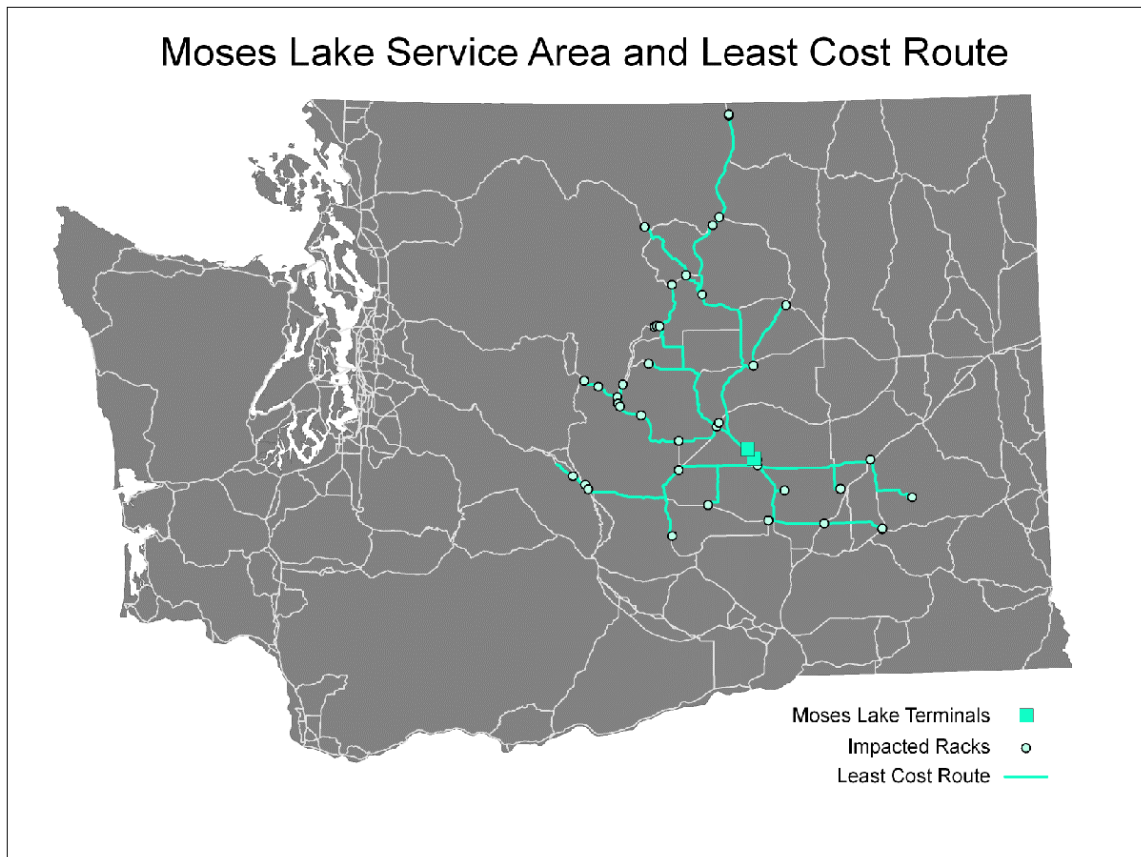 Moses Lake Service Area and Least Cost Route
Moses Lake Terminals
Impacted Racks
Least Cost Route